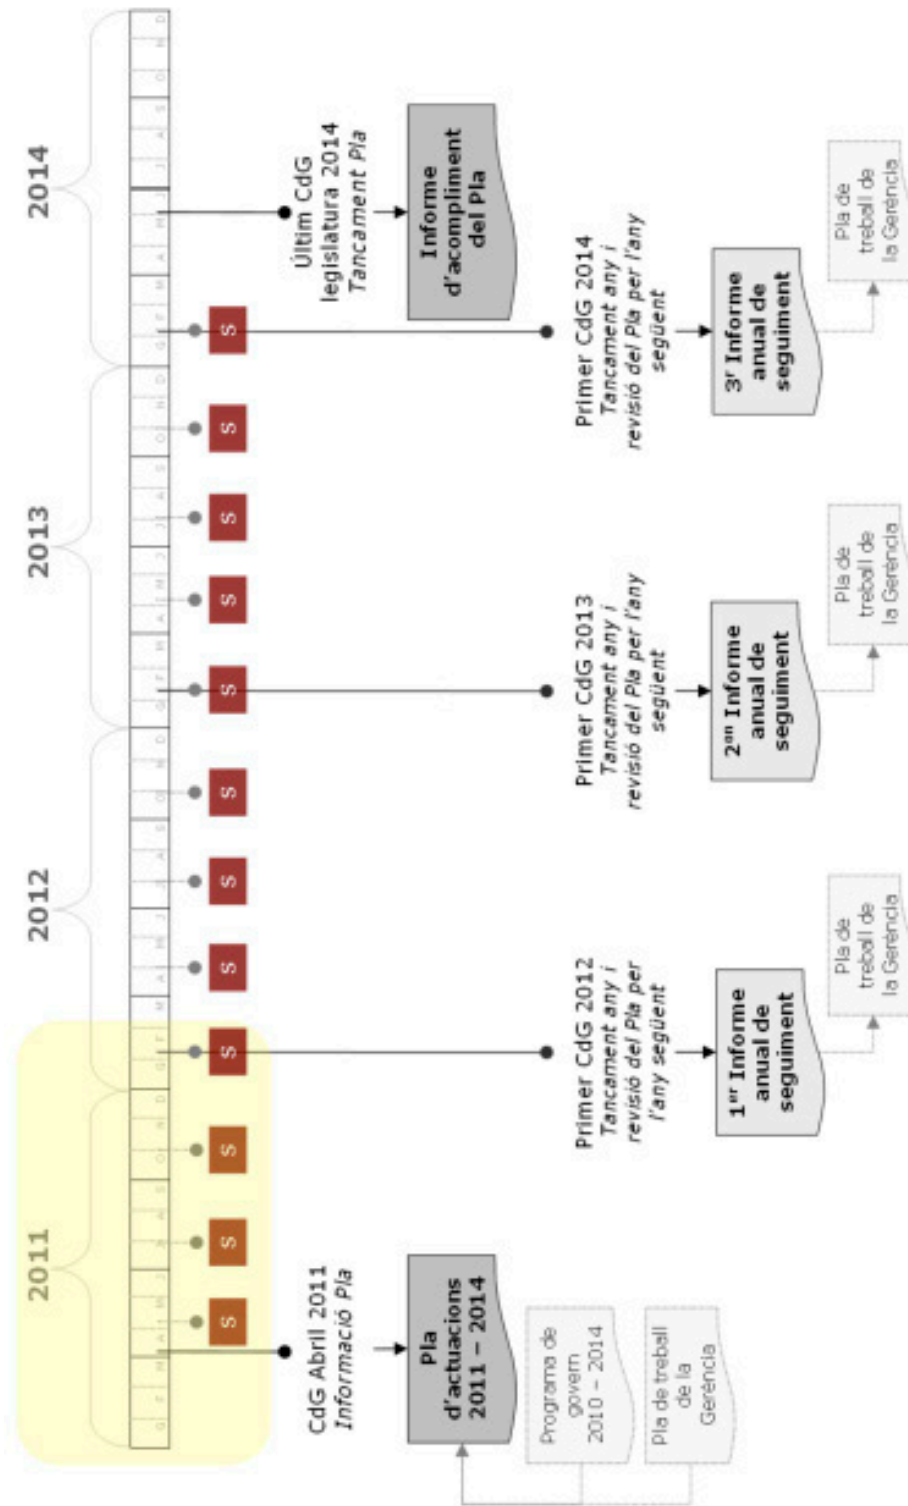 2011
2012
2013
2014
G F M A M J J A S O N D G F M A M J J A S O N D G F M A M J J A S O N D G F M A M J J A S O N D
S
S
S
S
S
S
S
S
S
S
S
S
CdG Abril 2011
Informació Pla
Pla
d'actuacions
2011 – 2014
Programa de
govern
2010 – 2014
Pla de treball
de la
Gerència
Primer CdG 2012
Tancament any i
revisió del Pla per
l'any següent
1er Informe
anual de
seguiment
Pla de
treball de
la Gerència
Primer CdG 2013
Tancament any i
revisió del Pla per l'any
següent
2on Informe
anual de
seguiment
Pla de
treball de
la Gerència
Primer CdG 2014
Tancament any i
revisió del Pla per l'any
següent
3r Informe
anual de
seguiment
Pla de
treball de
la Gerència
Últim CdG
legislatura 2014
Tancament Pla
Informe
d'acompliment
del Pla